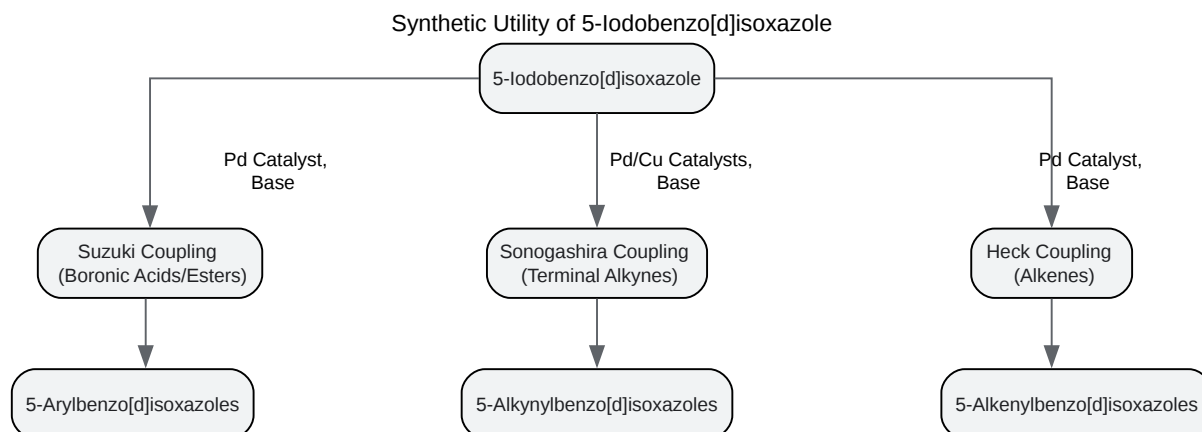 Synthetic Utility of 5-Iodobenzo[d]isoxazole
5-Iodobenzo[d]isoxazole
Pd Catalyst,
Base
Pd/Cu Catalysts,
Base
Pd Catalyst,
Base
Suzuki Coupling
(Boronic Acids/Esters)
Sonogashira Coupling
(Terminal Alkynes)
Heck Coupling
(Alkenes)
5-Arylbenzo[d]isoxazoles
5-Alkynylbenzo[d]isoxazoles
5-Alkenylbenzo[d]isoxazoles